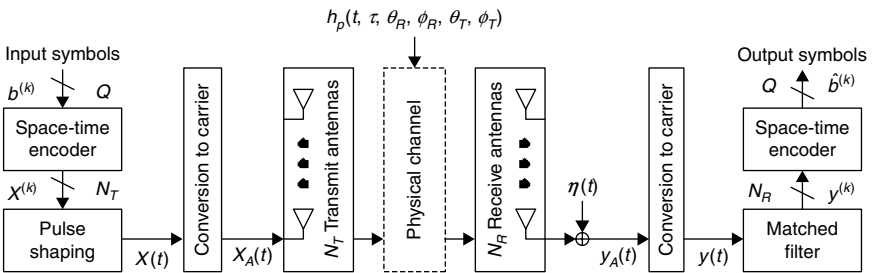 h_p(t, τ, θ_R, ϕ_R, θ_T, ϕ_T)
Input symbols
b^(k) Q
Space-time
encoder
X^(k) N_T
Pulse
shaping
X(t)
Conversion to carrier
X_A(t)
N_T Transmit antennas
Physical channel
N_R Receive antennas
η(t)
y_A(t)
Conversion to carrier
y(t)
Output symbols
Q b̂^(k)
Space-time
encoder
N_R y^(k)
Matched
filter